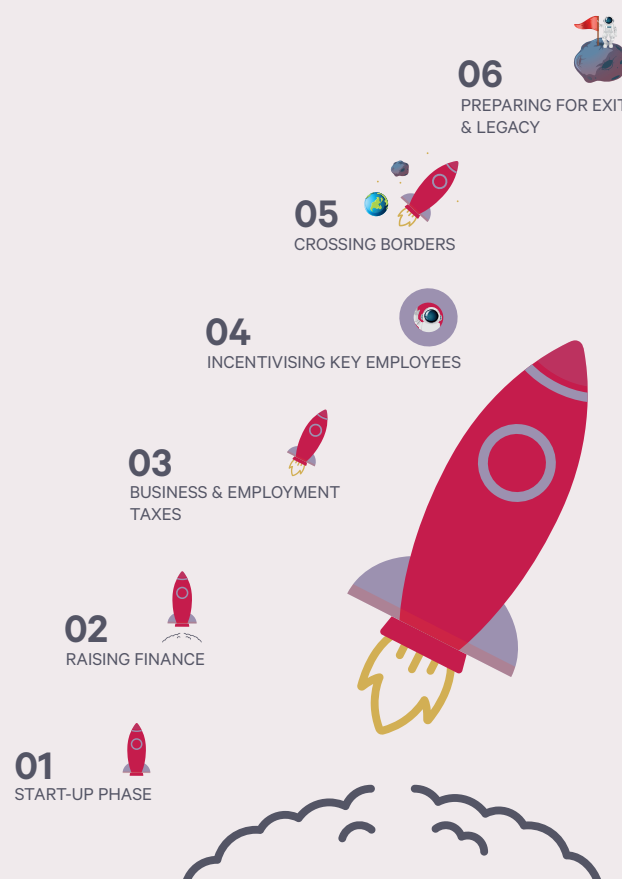 06
PREPARING FOR EXIT
& LEGACY
05
CROSSING BORDERS
04
INCENTIVISING KEY EMPLOYEES
03
BUSINESS & EMPLOYMENT
TAXES
02
RAISING FINANCE
01
START-UP PHASE